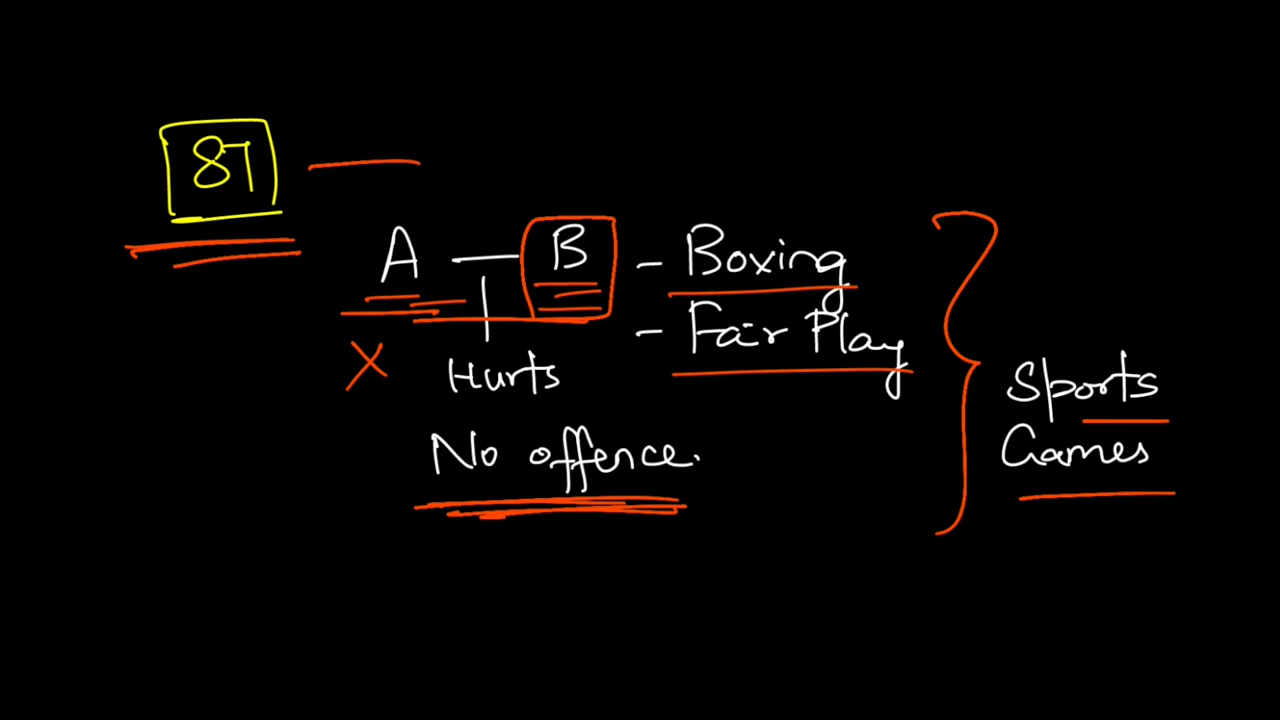 87
A — B - Boxing
- Fair Play
Hurts
No offence.
Sports
Games
X